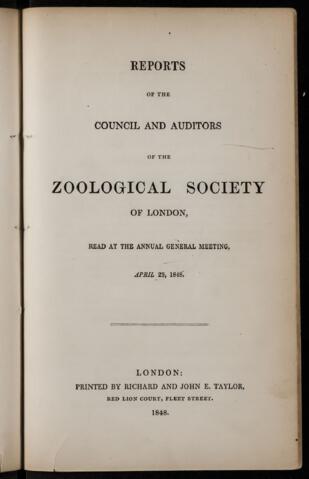 REPORTS
OF THE
COUNCIL AND AUDITORS
OF THE
ZOOLOGICAL SOCIETY
OF LONDON,
READ AT THE ANNUAL GENERAL MEETING,
APRIL 29, 1848.
LONDON:
PRINTED BY RICHARD AND JOHN E. TAYLOR,
RED LION COURT, FLEET STREET.
1848.